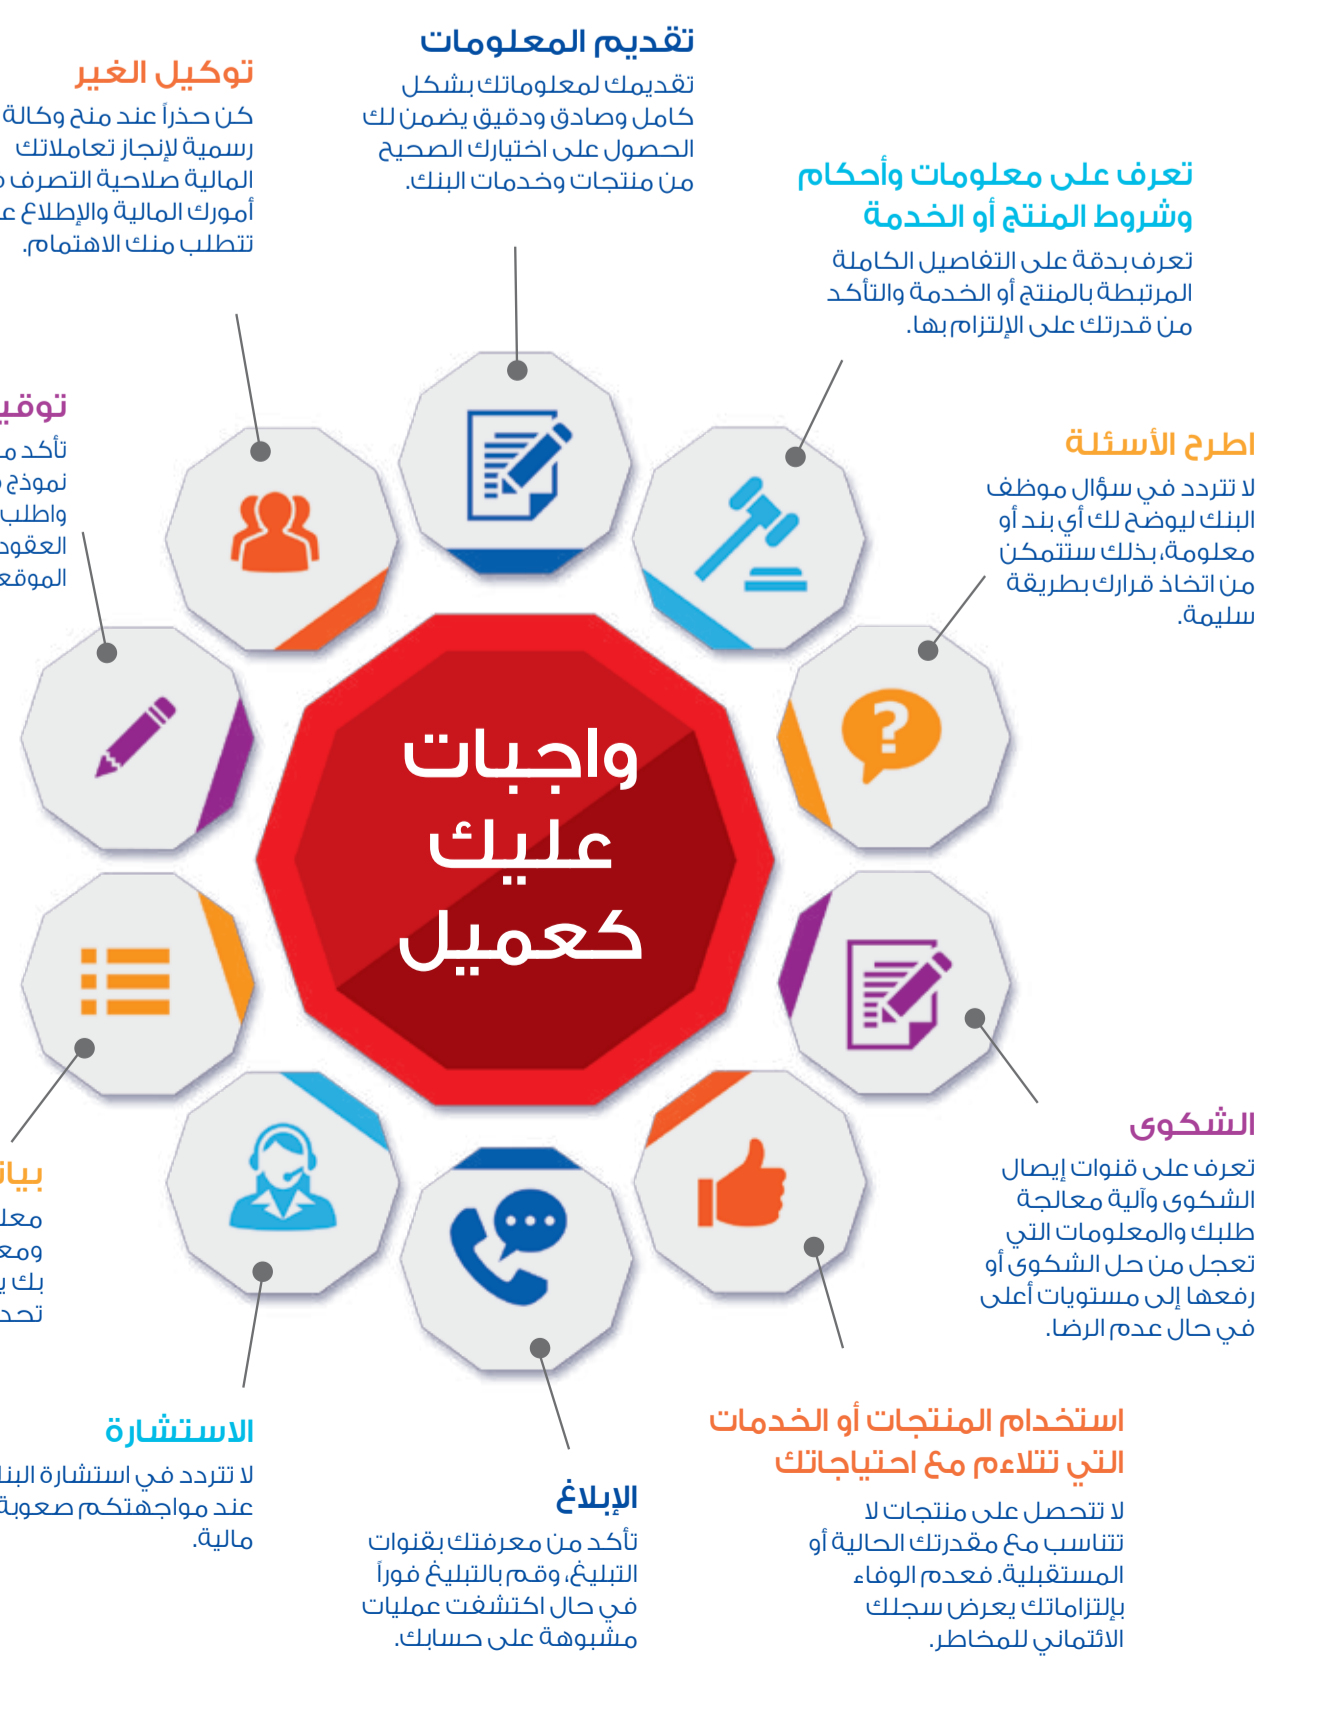 تقديم المعلومات
تقديمك لمعلوماتك بشكل
كامل وصادق ودقيق يضمن لك
الحصول على اختيارك الصحيح
من منتجات وخدمات البنك.
تعرف على معلومات وأحكام
وشروط المنتج أو الخدمة
تعرف بدقة على التفاصيل الكاملة
المرتبطة بالمنتج أو الخدمة والتأكد
من قدرتك على الإلتزام بها.
اطرح الأسئلة
لا تتردد في سؤال موظف
البنك ليوضح لك أي بند أو
معلومة، بذلك ستتمكن
من اتخاذ قرارك بطريقة
سليمة.
الشكوى
تعرف على قنوات إيصال
الشكوى وآلية معالجة
طلبك والمعلومات التي
تعجل من حل الشكوى أو
رفعها إلى مستويات أعلى
في حال عدم الرضا.
استخدام المنتجات أو الخدمات
التي تتلاءم مع احتياجاتك
لا تتحصل على منتجات لا
تتناسب مع مقدرتك الحالية أو
المستقبلية. فعدم الوفاء
بإلتزاماتك يعرض سجلك
الائتماني للمخاطر.
الإبلاغ
تأكد من معرفتك بقنوات
التبليغ، وقم بالتبليغ فوراً
في حال اكتشفت عمليات
مشبوهة على حسابك.
الاستشارة
لا تتردد في استشارة
عند مواجهتكم صعوبة
مالية.
بك
توكيل الغير
كن حذراً عند منح وكالة
رسمية لإنجاز تعاملاتك
المالية صلاحية التصرف
أمورك المالية والإطلاع
تتطلب منك الاهتمام.
تأكد
نموذج
واطلب
العقود
واجبات
عليك
كعميل